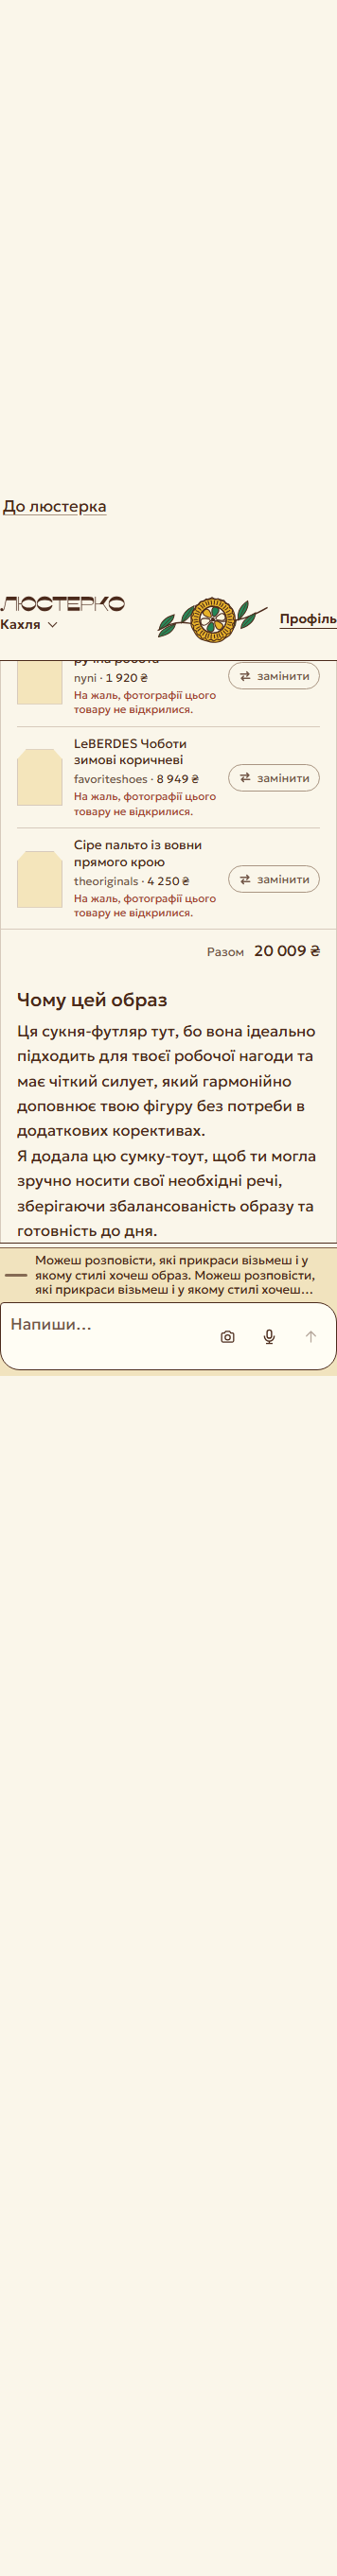 До люстерка
ЛЮСТЕРКО
Кахля
Профіль
ручна робота
nyni · 1 920 ₴
На жаль, фотографії цього
товару не відкрилися.
замінити
LeBERDES Чоботи
зимові коричневі
favoriteshoes · 8 949 ₴
На жаль, фотографії цього
товару не відкрилися.
замінити
Сіре пальто із вовни
прямого крою
theoriginals · 4 250 ₴
На жаль, фотографії цього
товару не відкрилися.
замінити
Разом 20 009 ₴
Чому цей образ
Ця сукня-футляр тут, бо вона ідеально
підходить для твоєї робочої нагоди та
має чіткий силует, який гармонійно
доповнює твою фігуру без потреби в
додаткових корективах.
Я додала цю сумку-тоут, щоб ти могла
зручно носити свої необхідні речі,
зберігаючи збалансованість образу та
готовність до дня.
Можеш розповісти, які прикраси візьмеш і у
якому стилі хочеш образ. Можеш розповісти,
які прикраси візьмеш і у якому стилі хочеш…
Напиши…